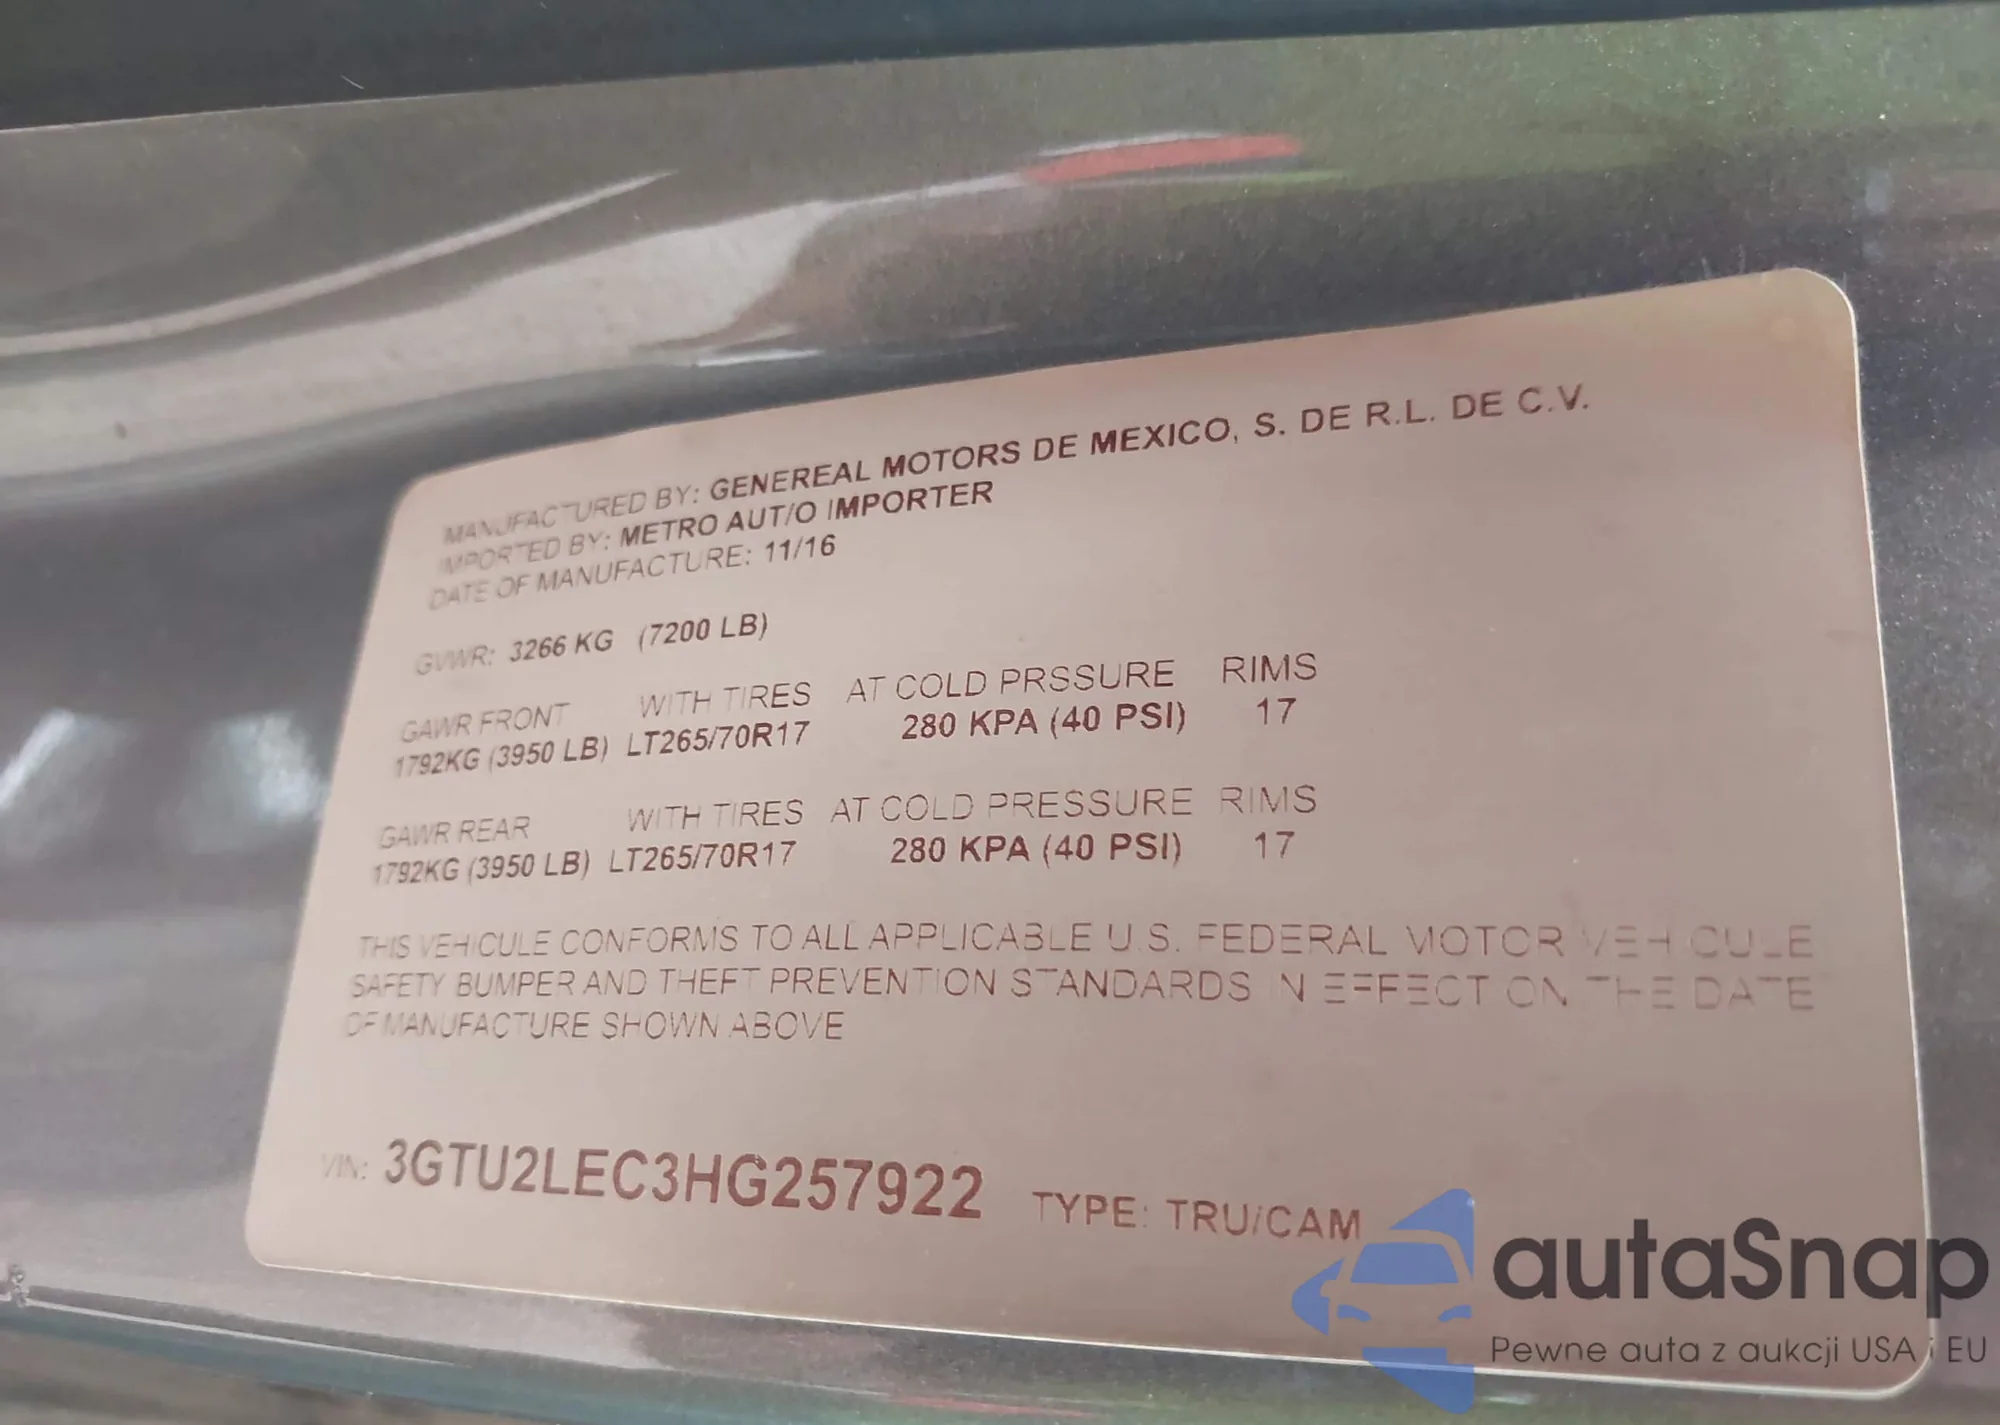 MANUFACTURED BY: GENEREAL MOTORS DE MEXICO, S. DE R.L. DE C.V.
IMPORTED BY: METRO AUT/O IMPORTER
DATE OF MANUFACTURE: 11/16
GVWR: 3266 KG (7200 LB)
GAWR FRONT WITH TIRES AT COLD PRSSURE RIMS
1792KG (3950 LB) LT265/70R17 280 KPA (40 PSI) 17
GAWR REAR WITH TIRES AT COLD PRESSURE RIMS
1792KG (3950 LB) LT265/70R17 280 KPA (40 PSI) 17
THIS VEHICULE CONFORMS TO ALL APPLICABLE U.S. FEDERAL MOTOR VEHICULE
SAFETY BUMPER AND THEFT PREVENTION STANDARDS IN EFFECT ON THE DATE
OF MANUFACTURE SHOWN ABOVE
VIN: 3GTU2LEC3HG257922 TYPE: TRU/CAM
autaSnap
Pewne auta z aukcji USA i EU